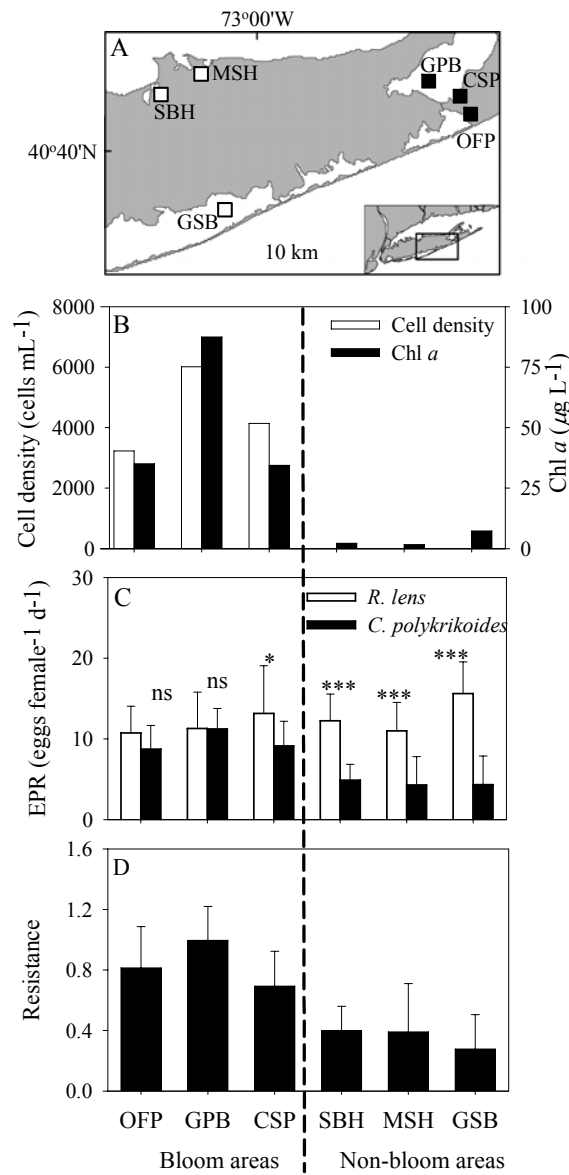 73°00'W
A
MSH
GPB
CSP
SBH
40°40'N
OFP
GSB
10 km
B
Cell density
Chl a
8000
6000
4000
2000
0
Cell density (cells mL-1)
100
75
50
25
0
Chl a (µg L-1)
C
R. lens
C. polykrikoides
30
20
10
0
EPR (eggs female-1 d-1)
ns
ns
*
***
***
***
D
1.6
1.2
0.8
0.4
0.0
Resistance
OFP GPB CSP SBH MSH GSB
Bloom areas Non-bloom areas